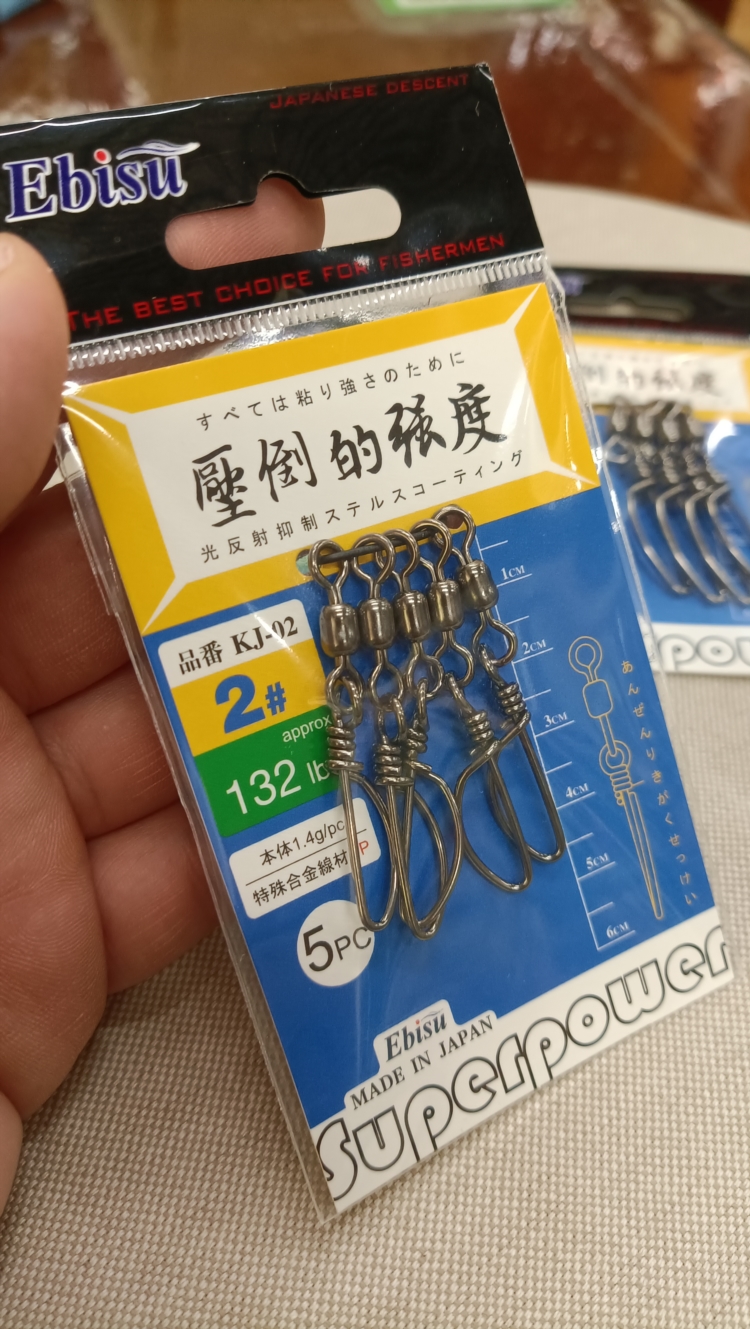 JAPANESE DESCENT
Ebisu
THE BEST CHOICE FOR FISHERMEN
すべては粘り強さのために
壓倒的強度
光反射抑制ステルスコーティング
品番 KJ-02
2#
approx
132 lb
本体1.4g/pc
特殊合金線材 P
5PC
1CM
2CM
3CM
4CM
5CM
6CM
あんぜんりきがくせっけい
Ebisu
MADE IN JAPAN
Superpower